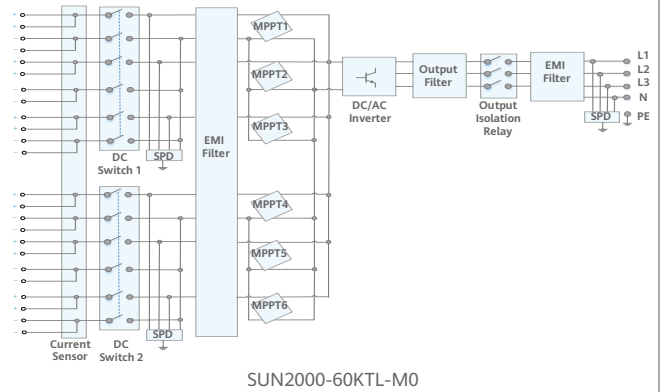 MPPT1
MPPT2
MPPT3
MPPT4
MPPT5
MPPT6
EMI
Filter
DC
Switch 1
SPD
DC/AC
Inverter
Output
Filter
Output
Isolation
Relay
EMI
Filter
SPD
L1
L2
L3
N
PE
Current
Sensor
DC
Switch 2
SPD
SUN2000-60KTL-M0